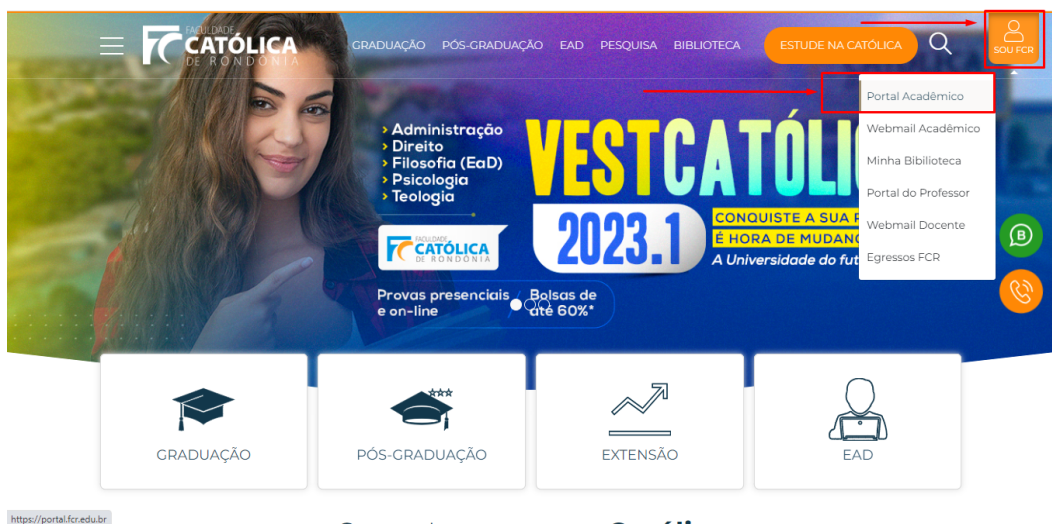 FACULDADE
CATÓLICA
DE RONDÔNIA
GRADUAÇÃO PÓS-GRADUAÇÃO EAD PESQUISA BIBLIOTECA
ESTUDE NA CATÓLICA
SOU FCR
Portal Acadêmico
Webmail Acadêmico
Minha Bibilioteca
Portal do Professor
Webmail Docente
Egressos FCR
› Administração
› Direito
› Filosofia (EaD)
› Psicologia
› Teologia
VESTCATÓLI
2023.1
CONQUISTE A SUA
É HORA DE MUDAN
A Universidade do fut
FACULDADE
CATÓLICA
DE RONDÔNIA
Provas presenciais
e on-line
Bolsas de
até 60%*
GRADUAÇÃO
PÓS-GRADUAÇÃO
EXTENSÃO
EAD
https://portal.fcr.edu.br